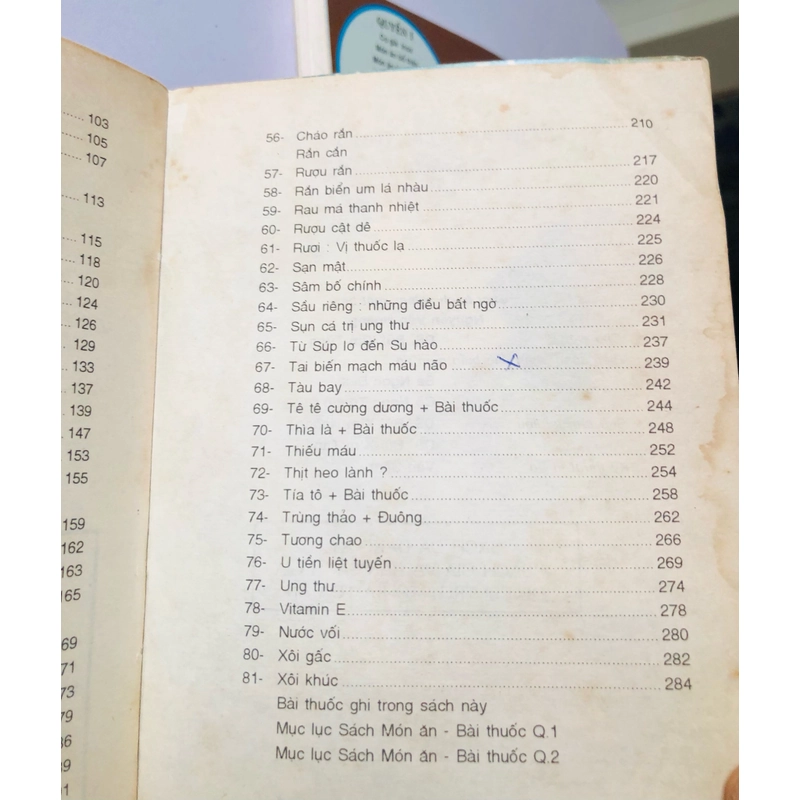 QUYỂN 1
103
105
107
113
115
118
120
124
126
129
133
137
139
147
153
155
159
162
163
165
69
71
73
79
36
39
56- Cháo rắn 210
Rắn cắn
57- Rượu rắn 217
58- Rắn biển um lá nhàu 220
59- Rau má thanh nhiệt 221
60- Rượu cật dê 224
61- Rươi : Vị thuốc lạ 225
62- San mật 226
63- Sâm bố chính 228
64- Sầu riêng : những điều bất ngờ 230
65- Sụn cá trị ung thư 231
66- Từ Súp lơ đến Su hào 237
67- Tai biến mạch máu não 239
68- Tàu bay 242
69- Tê tê cường dương + Bài thuốc 244
70- Thìa là + Bài thuốc 248
71- Thiếu máu 252
72- Thịt heo lành ? 254
73- Tía tô + Bài thuốc 258
74- Trùng thảo + Đuông 262
75- Tương chao 266
76- U tiền liệt tuyến 269
77- Ung thư 274
78- Vitamin E 278
79- Nước vối 280
80- Xôi gấc 282
81- Xôi khúc 284
Bài thuốc ghi trong sách này
Mục lục Sách Món ăn - Bài thuốc Q.1
Mục lục Sách Món ăn - Bài thuốc Q.2